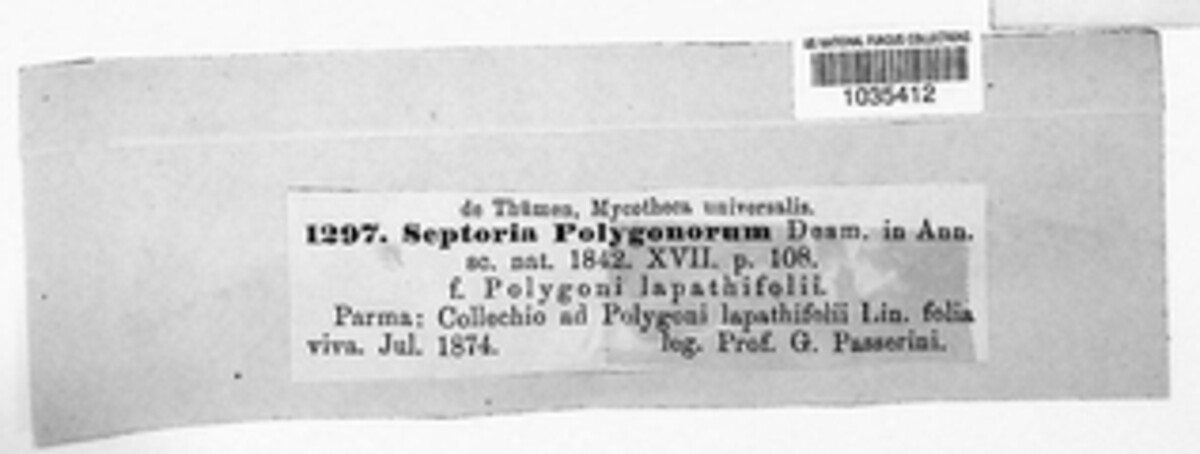 US NATIONAL FUNGUS COLLECTIONS
1035412
de Thümen, Mycotheca universalis.
1297. Septoria Polygonorum Desm. in Ann.
sc. nat. 1842. XVII. p. 108.
f. Polygoni lapathifolii.
Parma: Collechio ad Polygoni lapathifolii Lin. folia
viva. Jul. 1874. leg. Prof. G. Passerini.